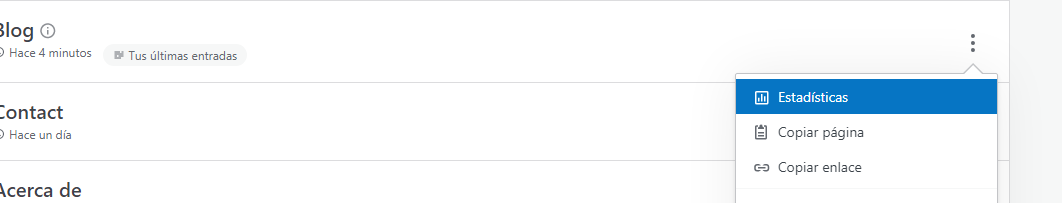 Blog
Hace 4 minutos
Tus últimas entradas
Estadísticas
Copiar página
Copiar enlace
Contact
Hace un día
Acerca de